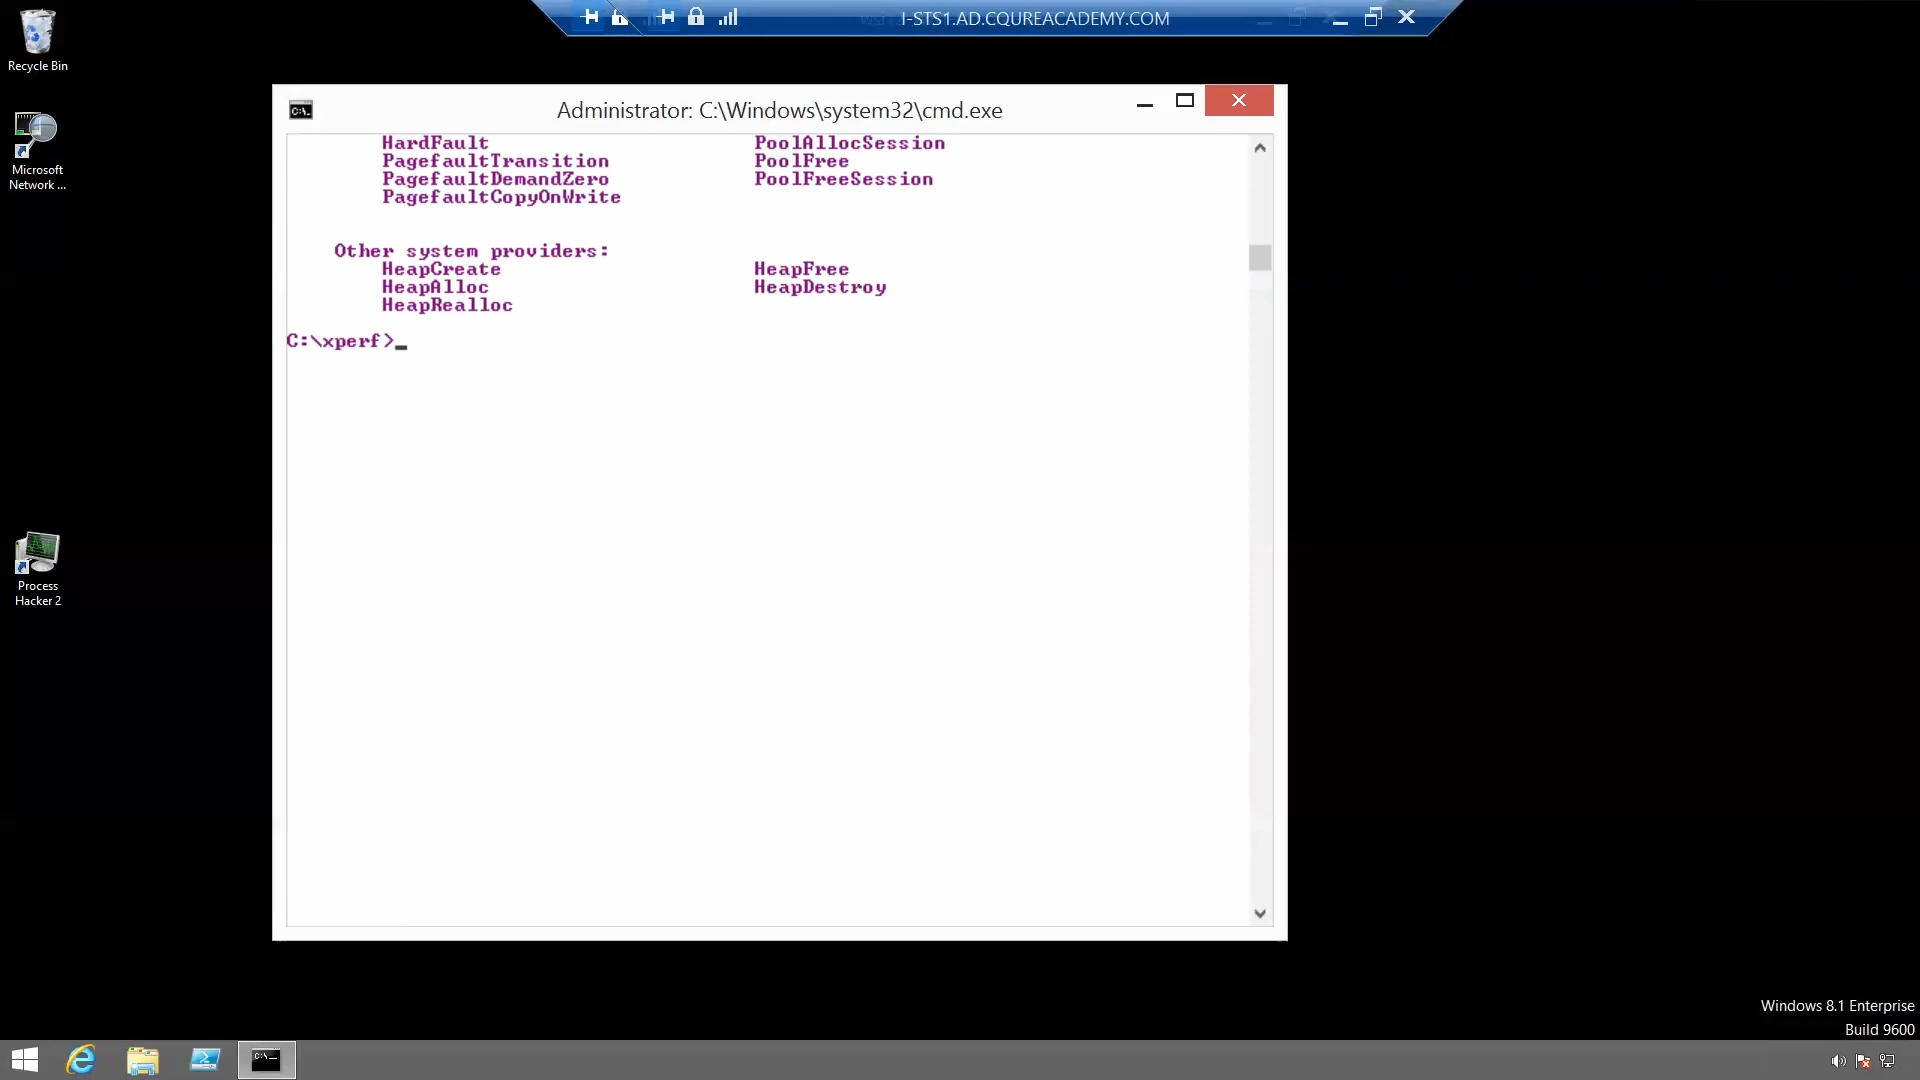 I-STS1.AD.CQUREACADEMY.COM
Recycle Bin
Microsoft
Network ...
Process
Hacker 2
Administrator: C:\Windows\system32\cmd.exe
HardFault PoolAllocSession
PagefaultTransition PoolFree
PagefaultDemandZero PoolFreeSession
PagefaultCopyOnWrite
Other system providers:
HeapCreate HeapFree
HeapAlloc HeapDestroy
HeapRealloc
C:\xperf>_
Windows 8.1 Enterprise
Build 9600